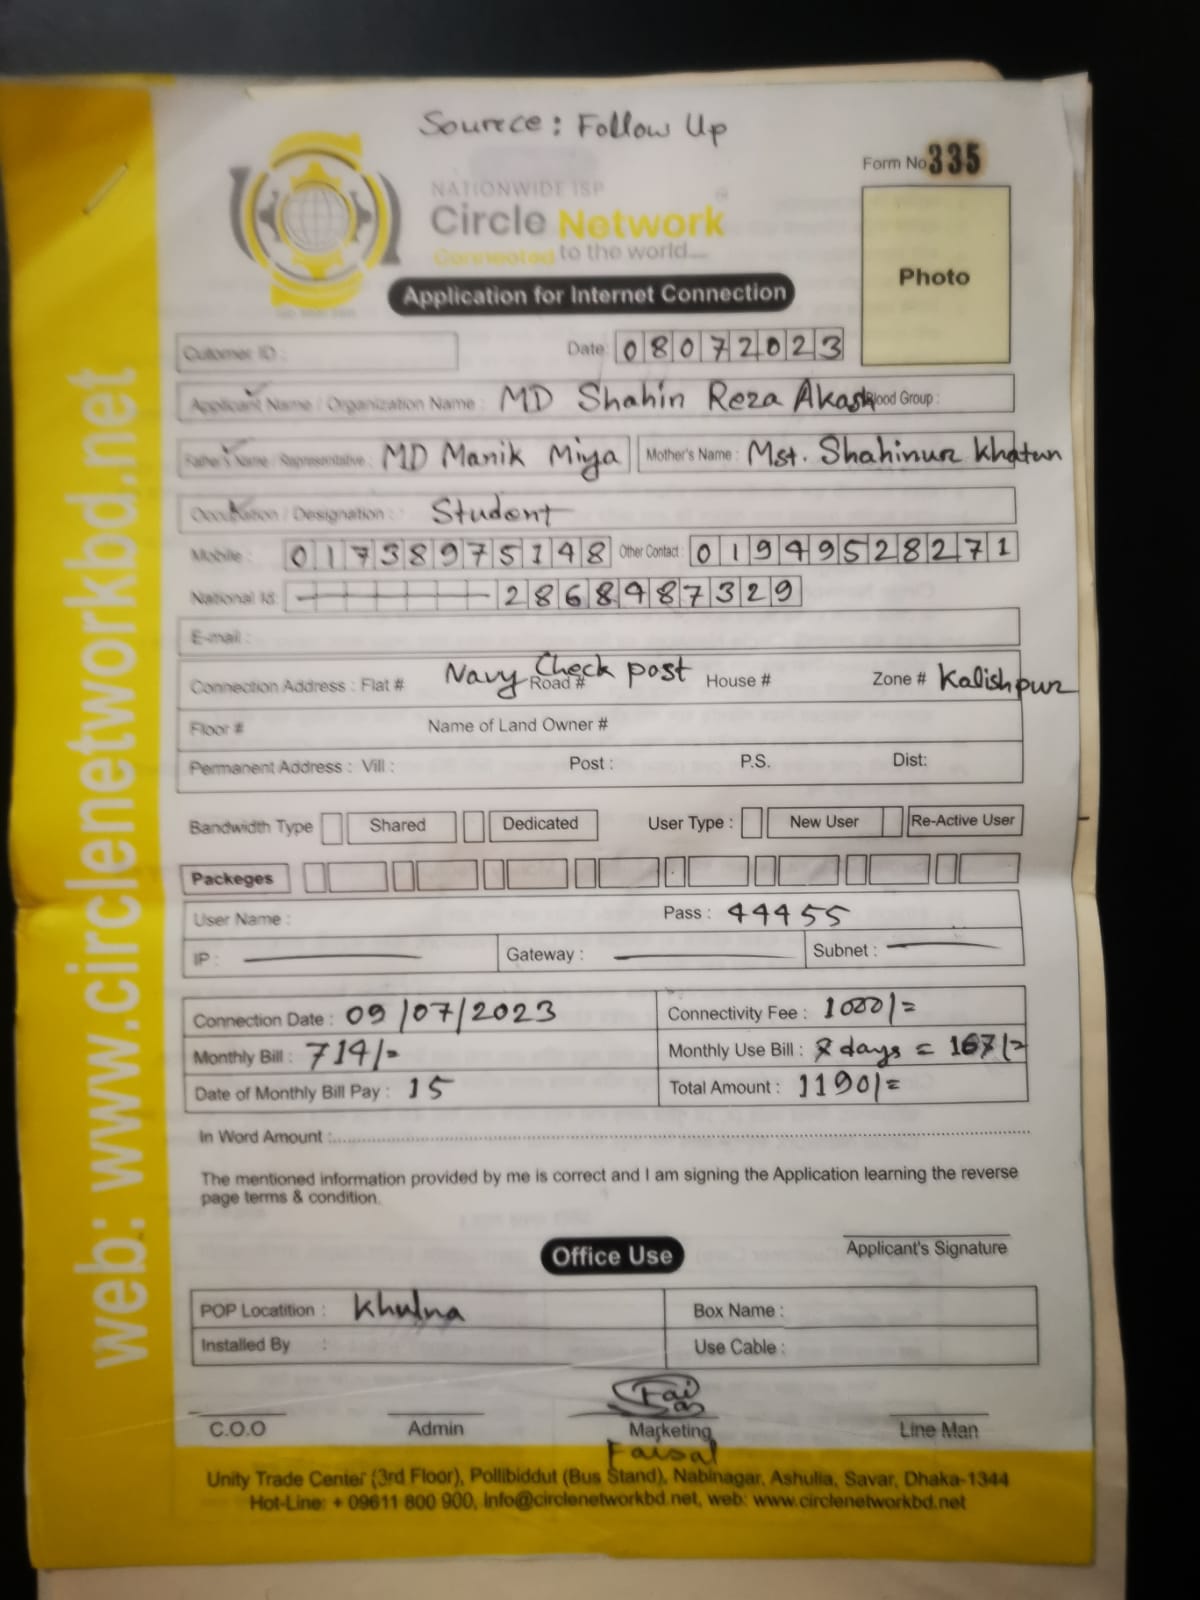 Source: Follow Up
Form No 335
NATIONWIDE ISP
Circle Network
Connected to the world....
Photo
Application for Internet Connection
Cutomer ID :
Date: 08072023
Applicant Name / Organization Name : MD Shahin Reza Akash Blood Group :
Father's Name / Representative : MD Manik Miya Mother's Name : Mst. Shahinur Khatun
Occupation / Designation : Student
Mobile : 01738975148 Other Contact : 01949528271
National Id: 2868987329
E-mail :
Connection Address : Flat # Navy Check post Road # House # Zone # Kalishpur
Floor # Name of Land Owner #
Permanent Address : Vill : Post : P.S. Dist:
Bandwidth Type Shared Dedicated User Type : New User Re-Active User
Packeges
User Name : Pass : 44455
IP : Gateway : Subnet :
Connection Date : 09/07/2023 Connectivity Fee : 1000/=
Monthly Bill : 714/= Monthly Use Bill : 8 days = 167/=
Date of Monthly Bill Pay : 15 Total Amount : 1190/=
In Word Amount :
The mentioned information provided by me is correct and I am signing the Application learning the reverse
page terms & condition.
Applicant's Signature
Office Use
POP Locatition : Khulna Box Name :
Installed By : Use Cable :
C.O.O Admin Marketing Line Man
Faisal
Unity Trade Center (3rd Floor), Pollibiddut (Bus Stand), Nabinagar, Ashulia, Savar, Dhaka-1344
Hot-Line: + 09611 800 900, info@circlenetworkbd.net, web: www.circlenetworkbd.net
web: www.circlenetworkbd.net